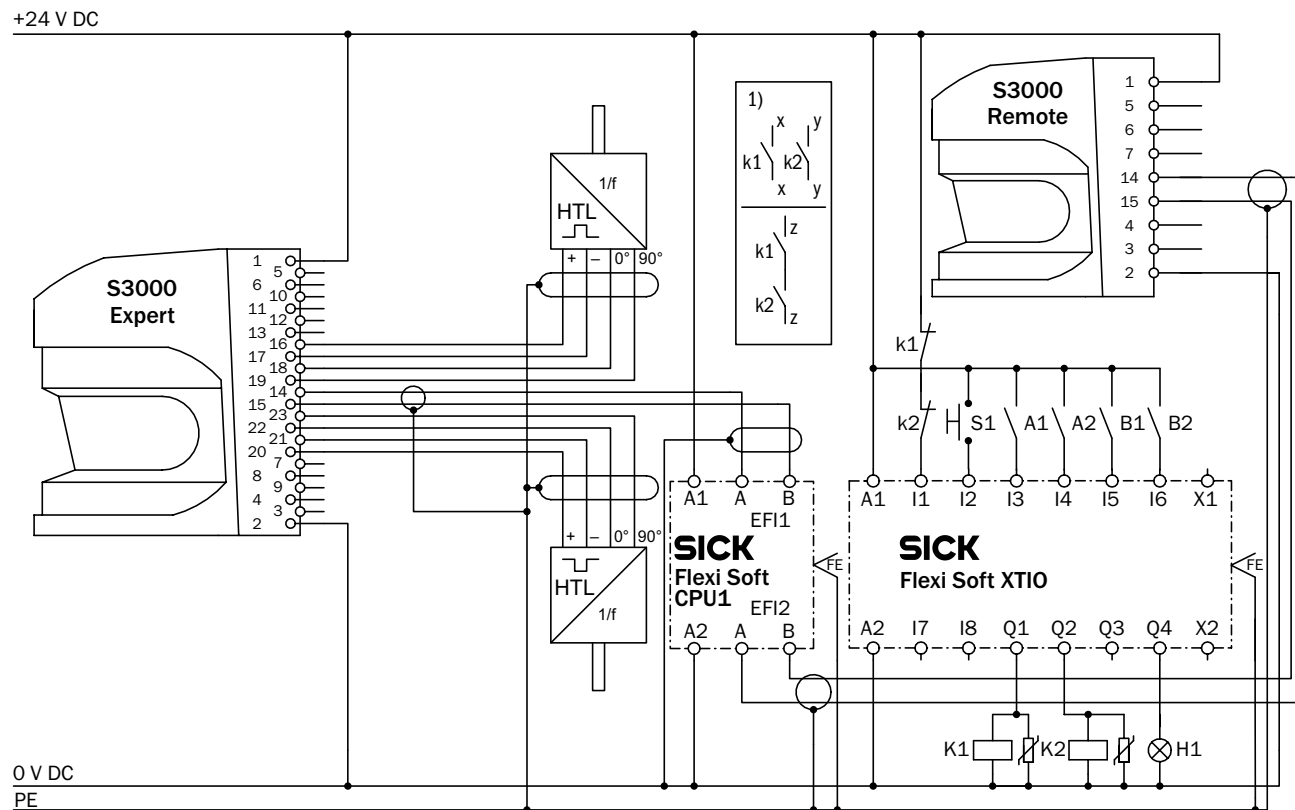 +24 V DC
S3000
Remote
1
5
6
7
14
15
4
3
2
1)
x y
k1 k2
x y
z
k1
k2
z
1/f
HTL
+ – 0° 90°
S3000
Expert
1
5
6
10
11
12
13
16
17
18
19
14
15
23
22
21
20
7
8
9
4
3
2
k1
k2 S1 A1 A2 B1 B2
A1 A B
EFI1
SICK
Flexi Soft
CPU1
EFI2
A2 A B
FE
A1 I1 I2 I3 I4 I5 I6 X1
SICK
Flexi Soft XTIO
FE
A2 I7 I8 Q1 Q2 Q3 Q4 X2
+ – 0° 90°
HTL
1/f
K1 K2 H1
0 V DC
PE